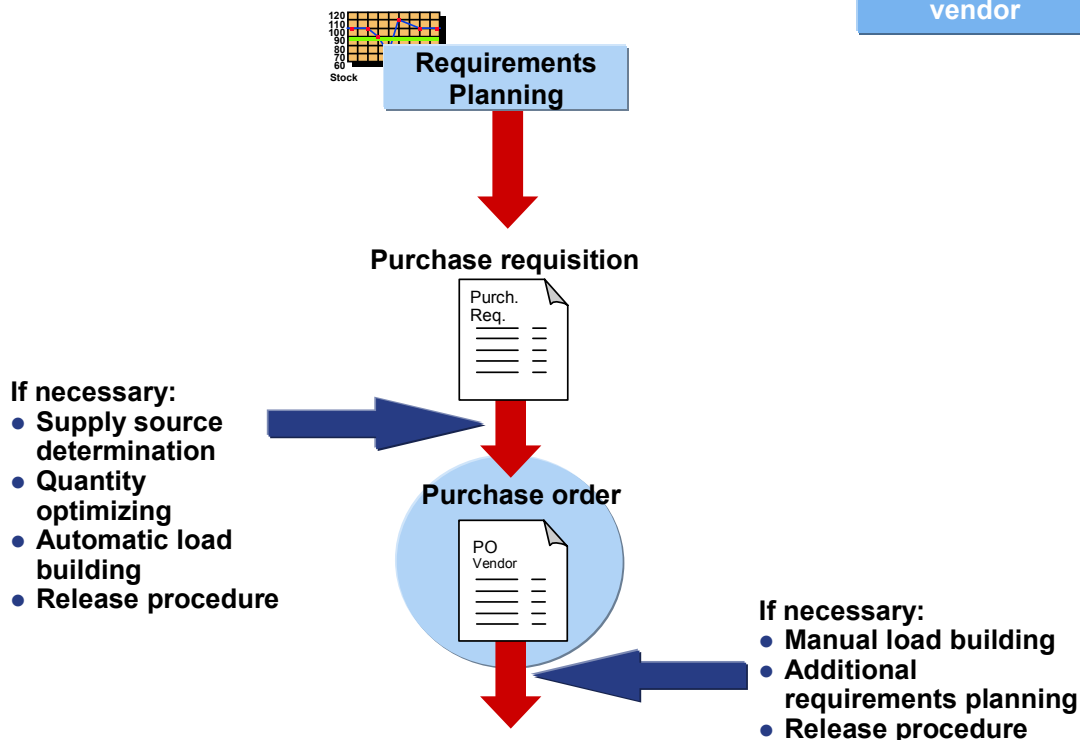 vendor
120
110
100
90
80
70
60
Stock
Requirements
Planning
Purchase requisition
Purch.
Req.
If necessary:
● Supply source
determination
● Quantity
optimizing
● Automatic load
building
● Release procedure
Purchase order
PO
Vendor
If necessary:
● Manual load building
● Additional
requirements planning
● Release procedure